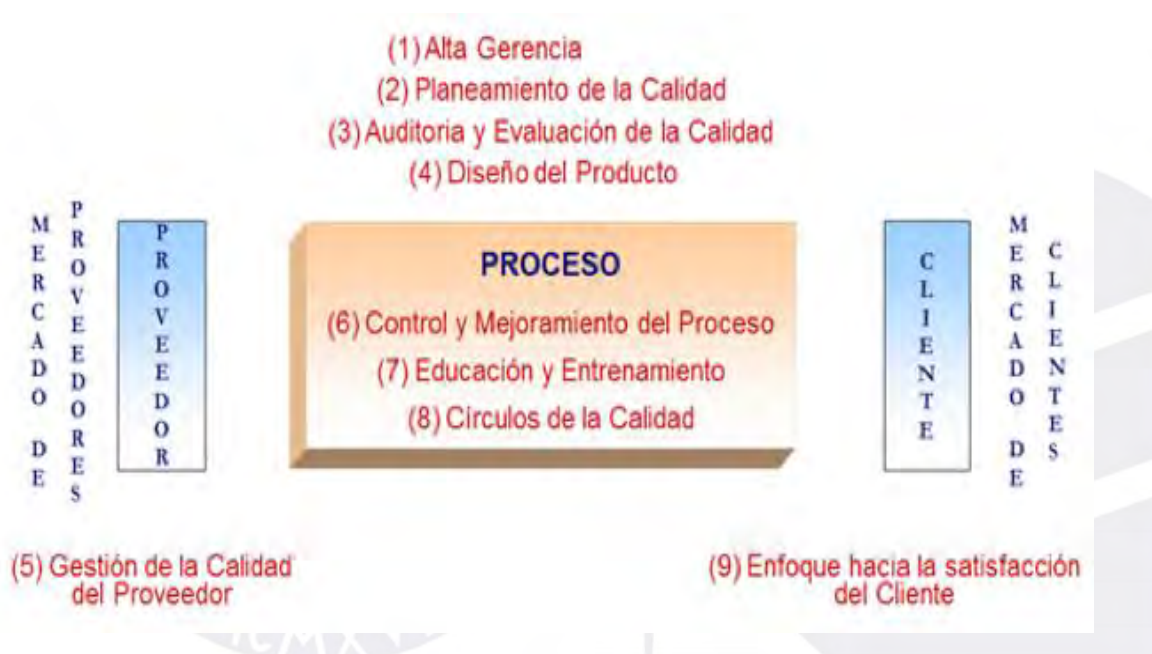 (1) Alta Gerencia
(2) Planeamiento de la Calidad
(3) Auditoria y Evaluación de la Calidad
(4) Diseño del Producto
MERCADO DE
PROVEEDORES
PROVEEDOR
PROCESO
(6) Control y Mejoramiento del Proceso
(7) Educación y Entrenamiento
(8) Círculos de la Calidad
CLIENTE
MERCADO DE
CLIENTES
(5) Gestión de la Calidad
del Proveedor
(9) Enfoque hacia la satisfacción
del Cliente